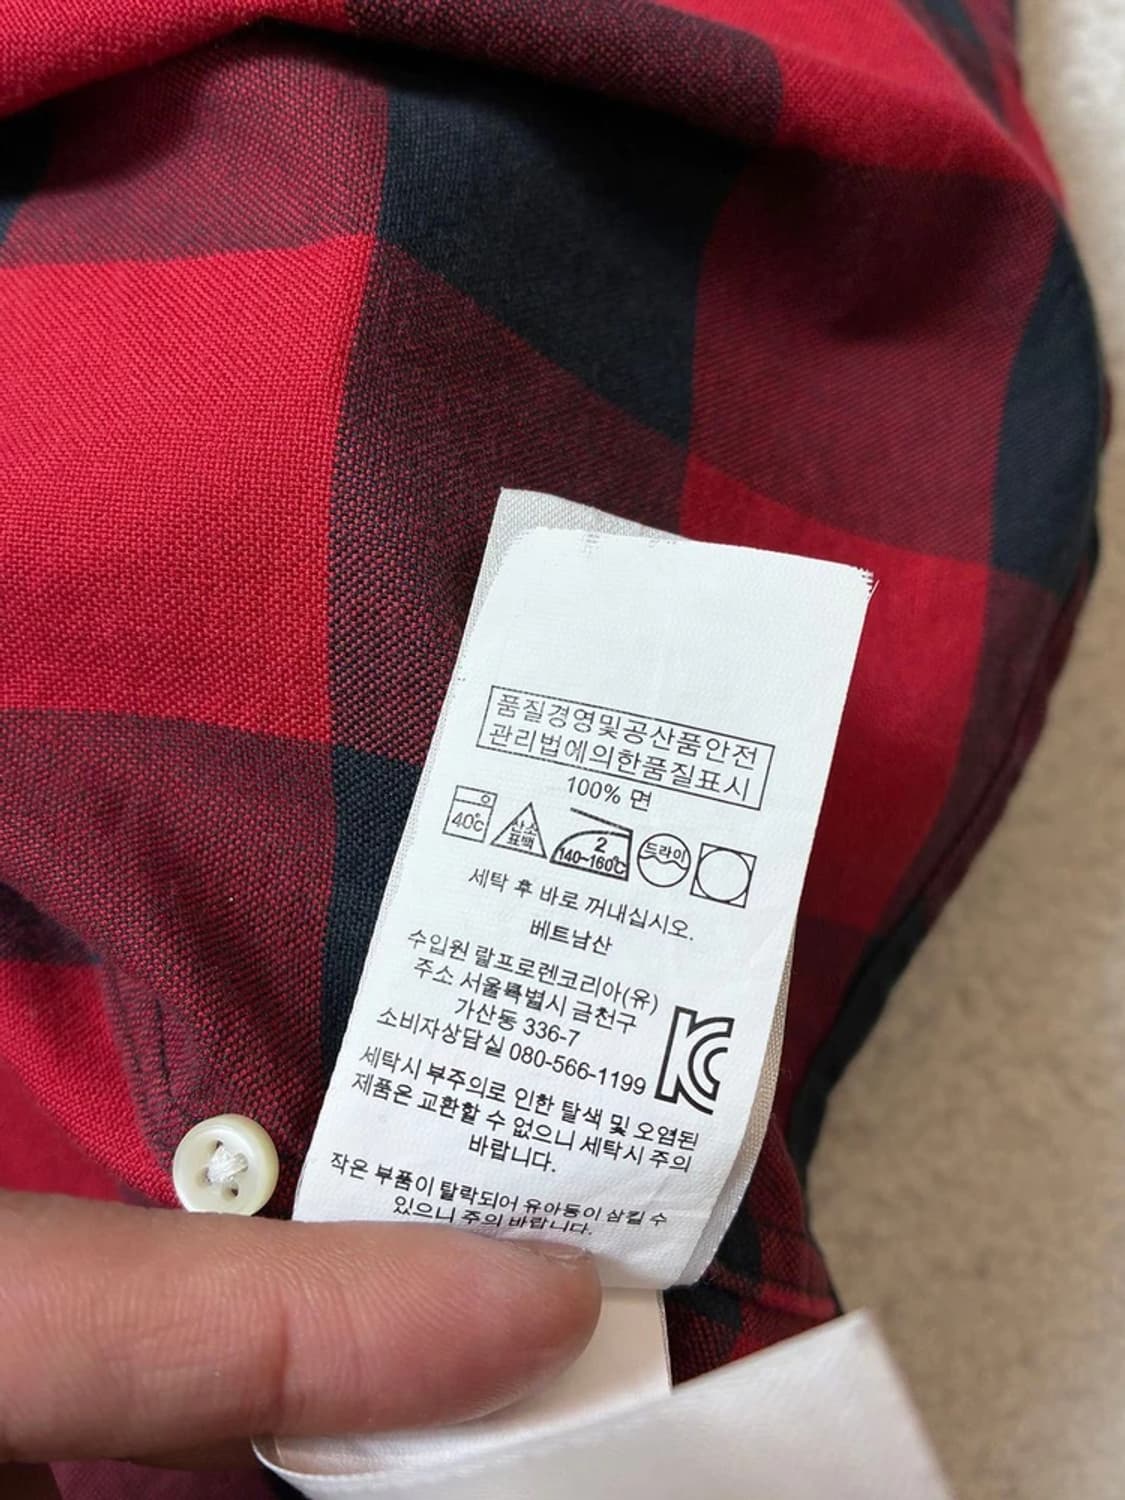 품질경영및공산품안전
관리법에의한품질표시
100% 면
40℃ 산소 표백 2 140~160℃ 드라이
세탁 후 바로 꺼내십시오.
베트남산
수입원 랄프로렌코리아(유)
주소 서울특별시 금천구
가산동 336-7
소비자상담실 080-566-1199
KC
세탁시 부주의로 인한 탈색 및 오염된
제품은 교환할 수 없으니 세탁시 주의
바랍니다.
작은 부품이 탈락되어 유아동이 삼킬 수
있으니 주의 바랍니다.